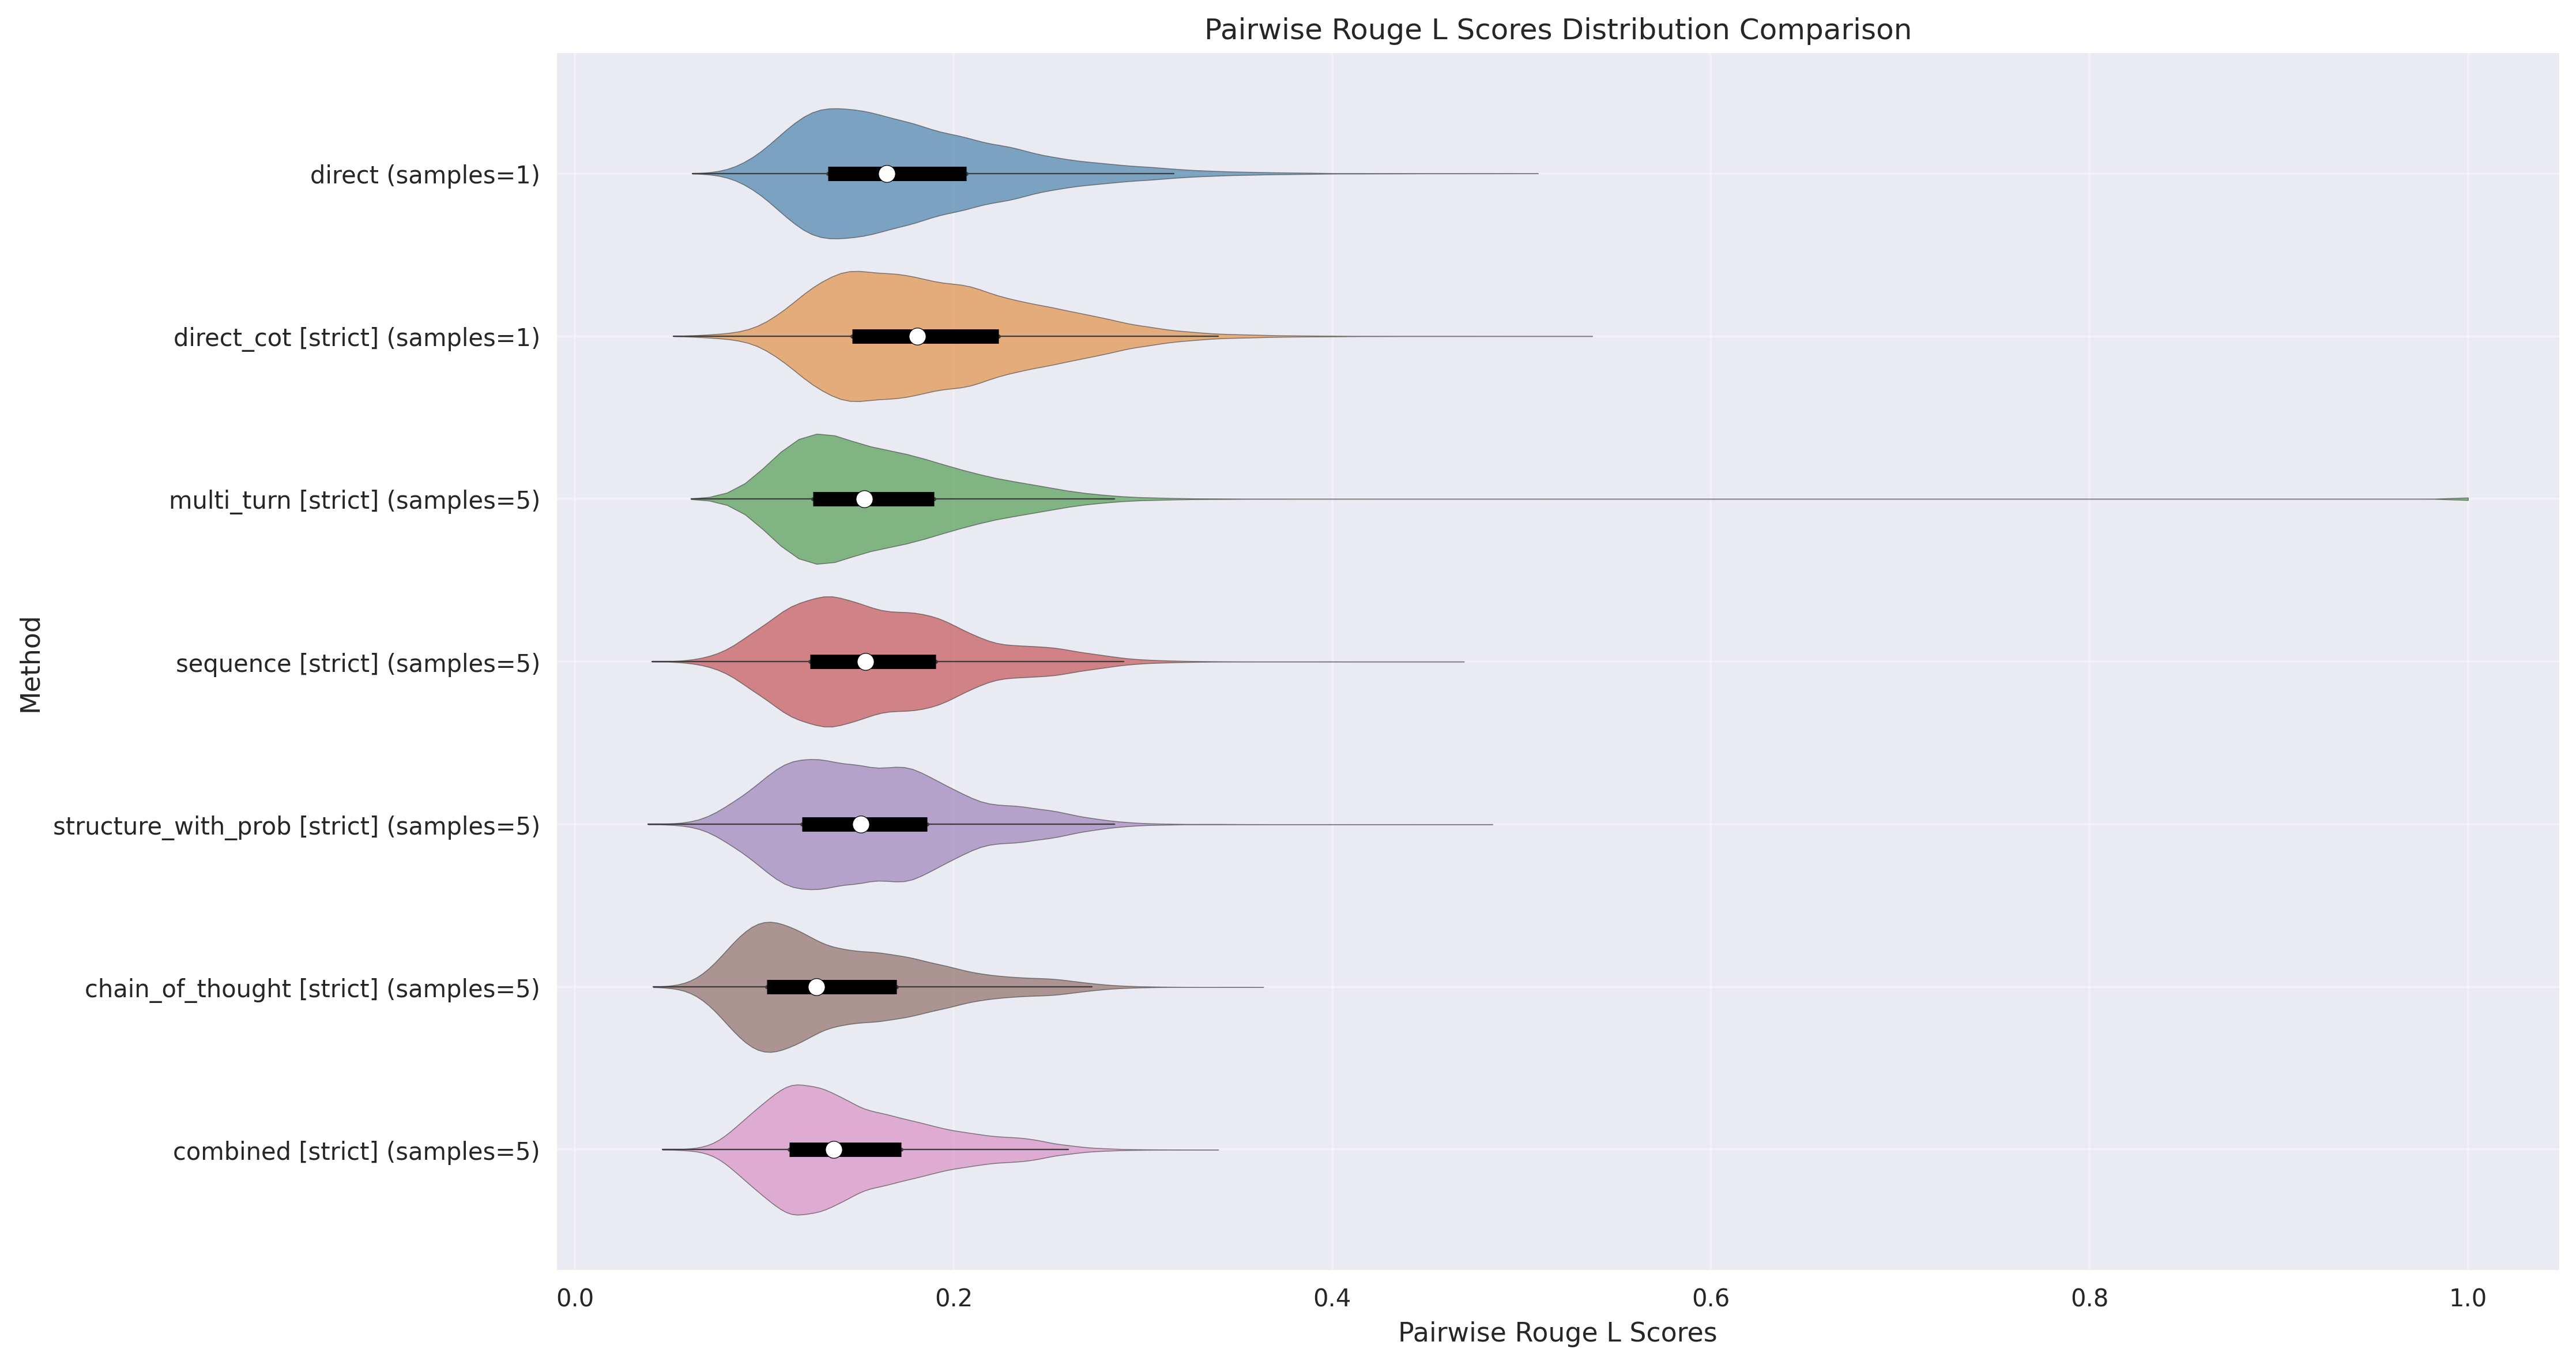 Pairwise Rouge L Scores Distribution Comparison
Method
direct (samples=1)
direct_cot [strict] (samples=1)
multi_turn [strict] (samples=5)
sequence [strict] (samples=5)
structure_with_prob [strict] (samples=5)
chain_of_thought [strict] (samples=5)
combined [strict] (samples=5)
0.0 0.2 0.4 0.6 0.8 1.0
Pairwise Rouge L Scores